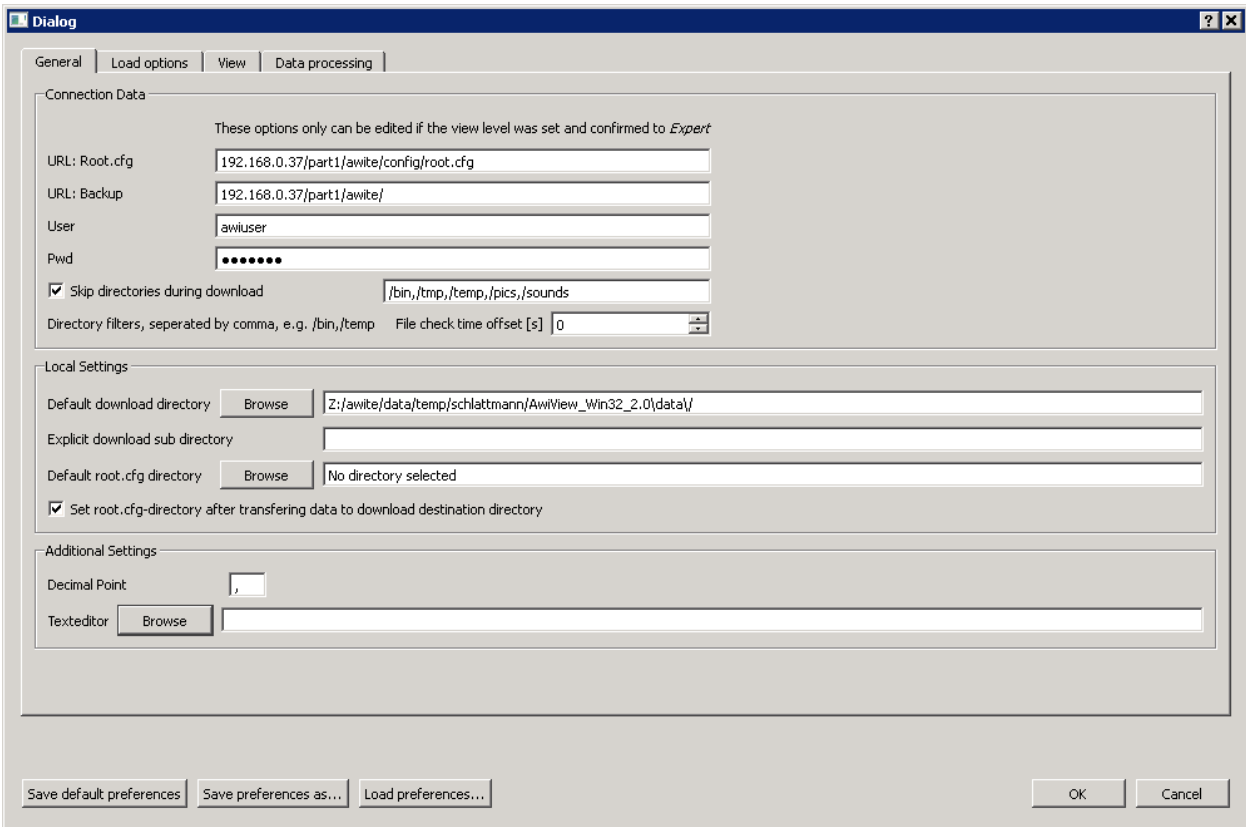 Dialog
General Load options View Data processing
Connection Data
These options only can be edited if the view level was set and confirmed to Expert
URL: Root.cfg 192.168.0.37/part1/awite/config/root.cfg
URL: Backup 192.168.0.37/part1/awite/
User awiuser
Pwd ●●●●●●●
Skip directories during download /bin,/tmp,/temp,/pics,/sounds
Directory filters, seperated by comma, e.g. /bin,/temp File check time offset [s] 0
Local Settings
Default download directory Browse Z:/awite/data/temp/schlattmann/AwiView_Win32_2.0\data\/
Explicit download sub directory
Default root.cfg directory Browse No directory selected
Set root.cfg-directory after transfering data to download destination directory
Additional Settings
Decimal Point ,
Texteditor Browse
Save default preferences Save preferences as... Load preferences... OK Cancel